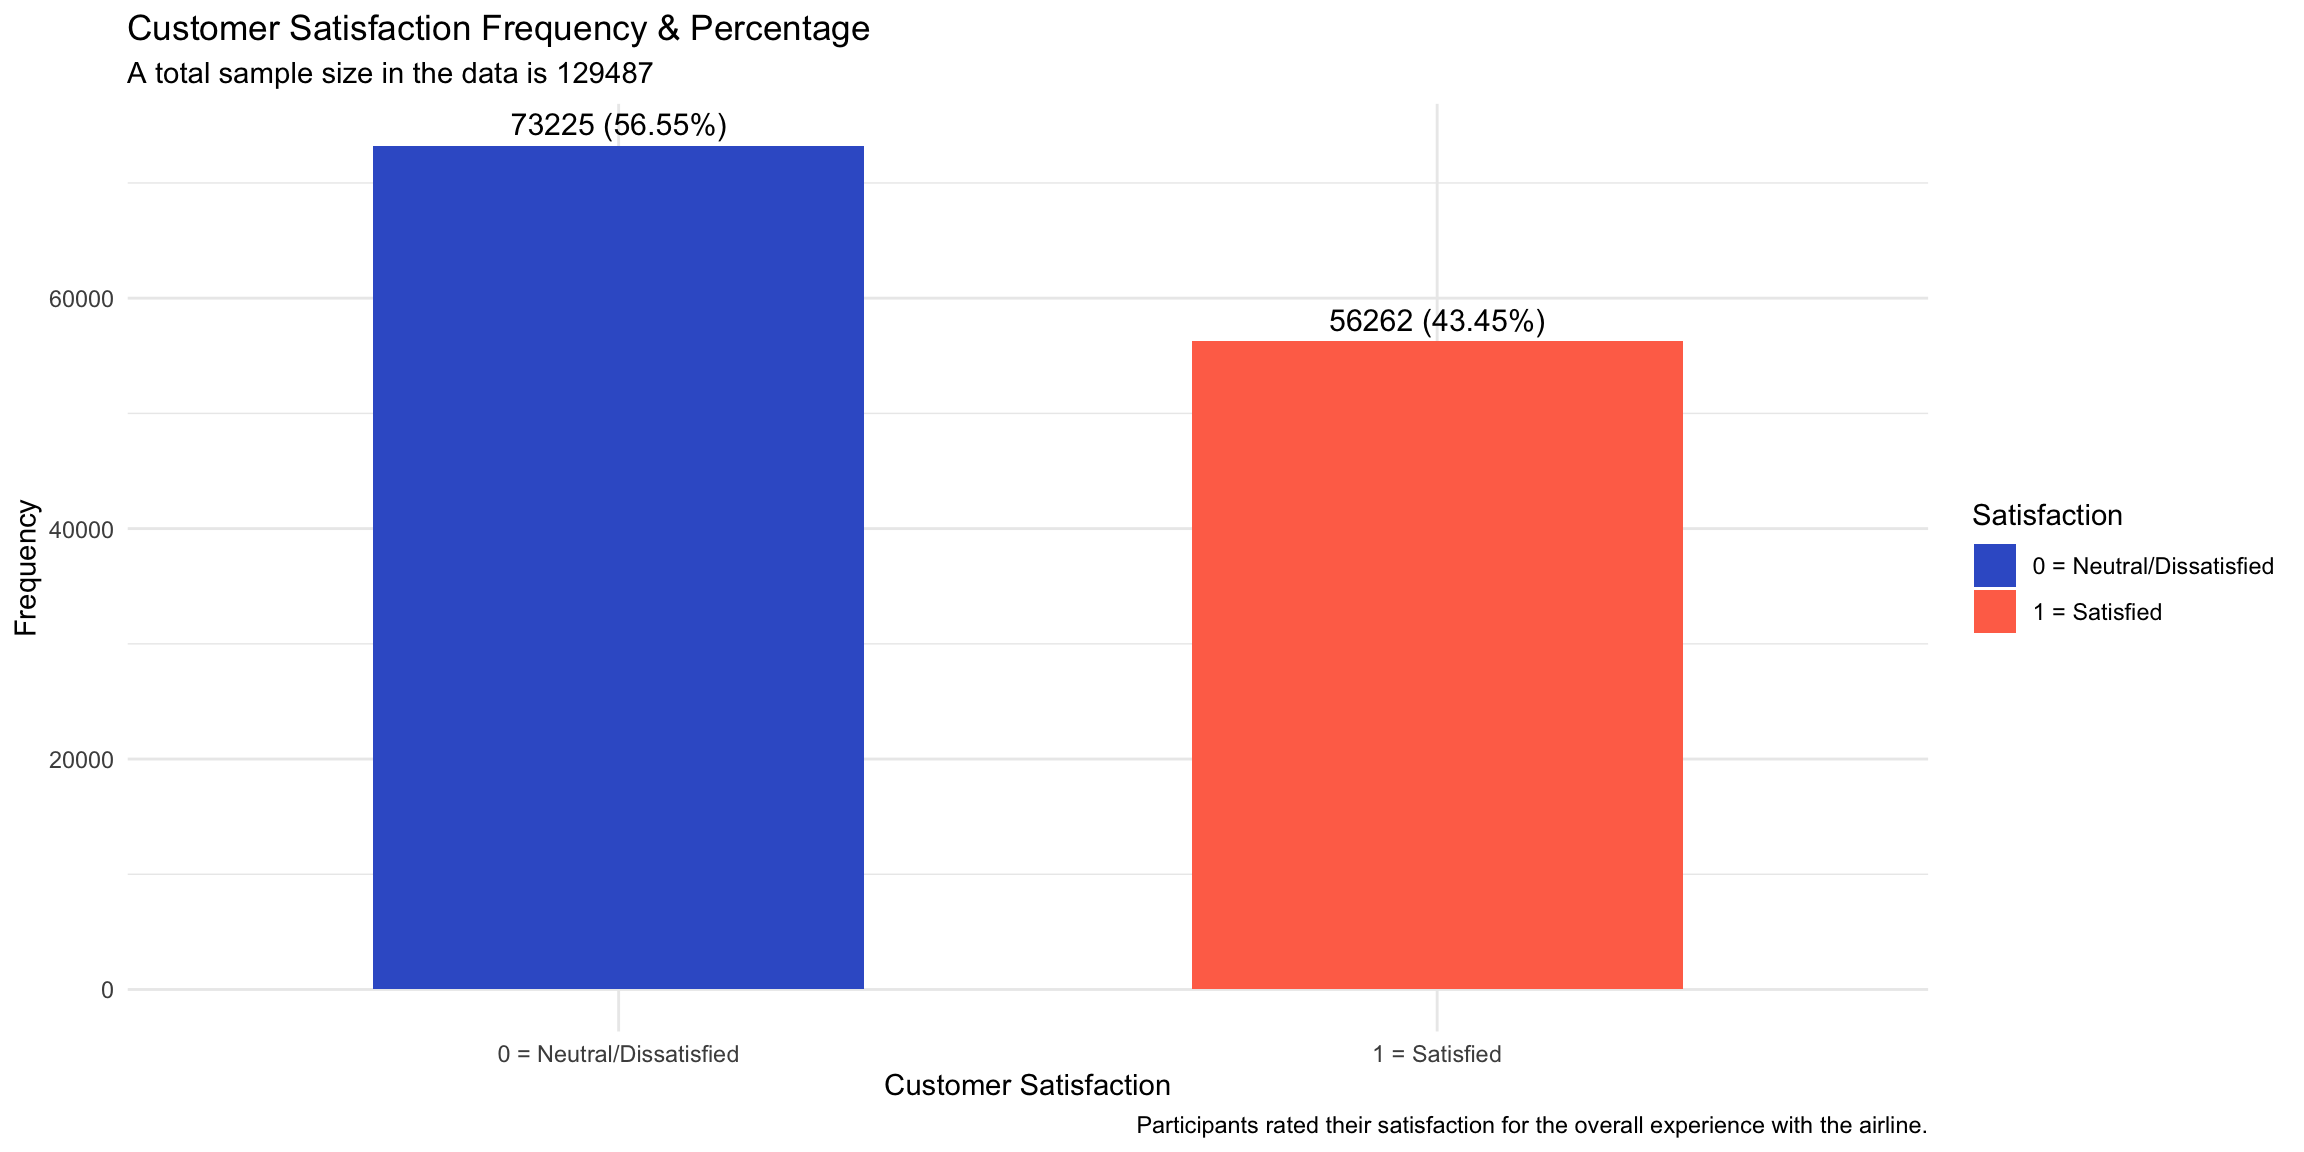 Customer Satisfaction Frequency & Percentage
A total sample size in the data is 129487
73225 (56.55%)
56262 (43.45%)
60000
40000
20000
0
Frequency
0 = Neutral/Dissatisfied
1 = Satisfied
Customer Satisfaction
Participants rated their satisfaction for the overall experience with the airline.
Satisfaction
0 = Neutral/Dissatisfied
1 = Satisfied